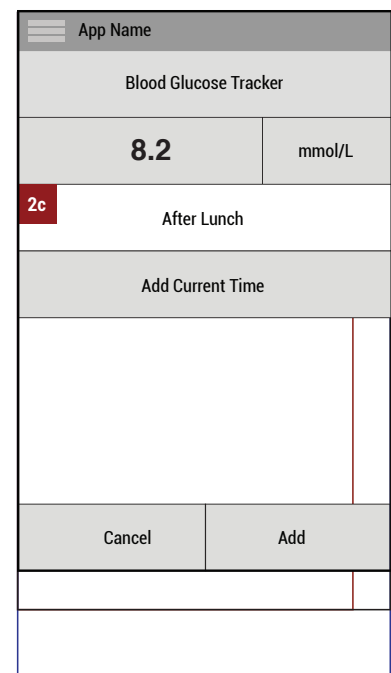 App Name
Blood Glucose Tracker
8.2 mmol/L
2c
After Lunch
Add Current Time
Cancel Add